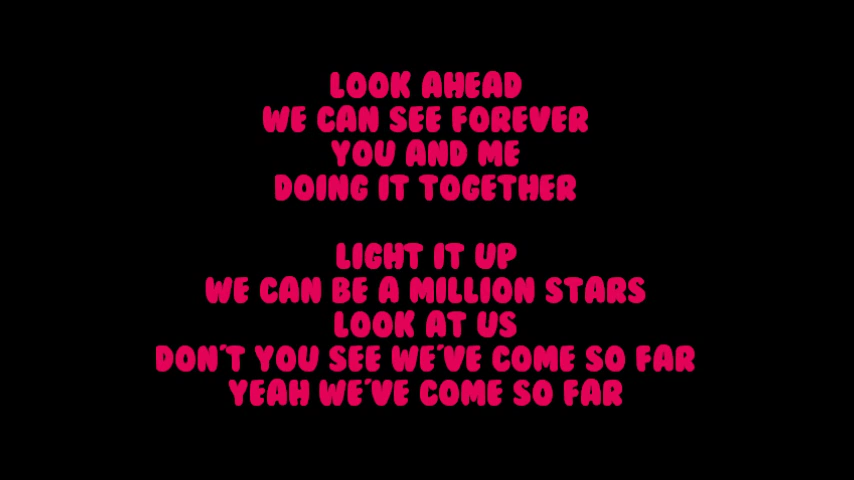 LOOK AHEAD
WE CAN SEE FOREVER
YOU AND ME
DOING IT TOGETHER
LIGHT IT UP
WE CAN BE A MILLION STARS
LOOK AT US
DON'T YOU SEE WE'VE COME SO FAR
YEAH WE'VE COME SO FAR